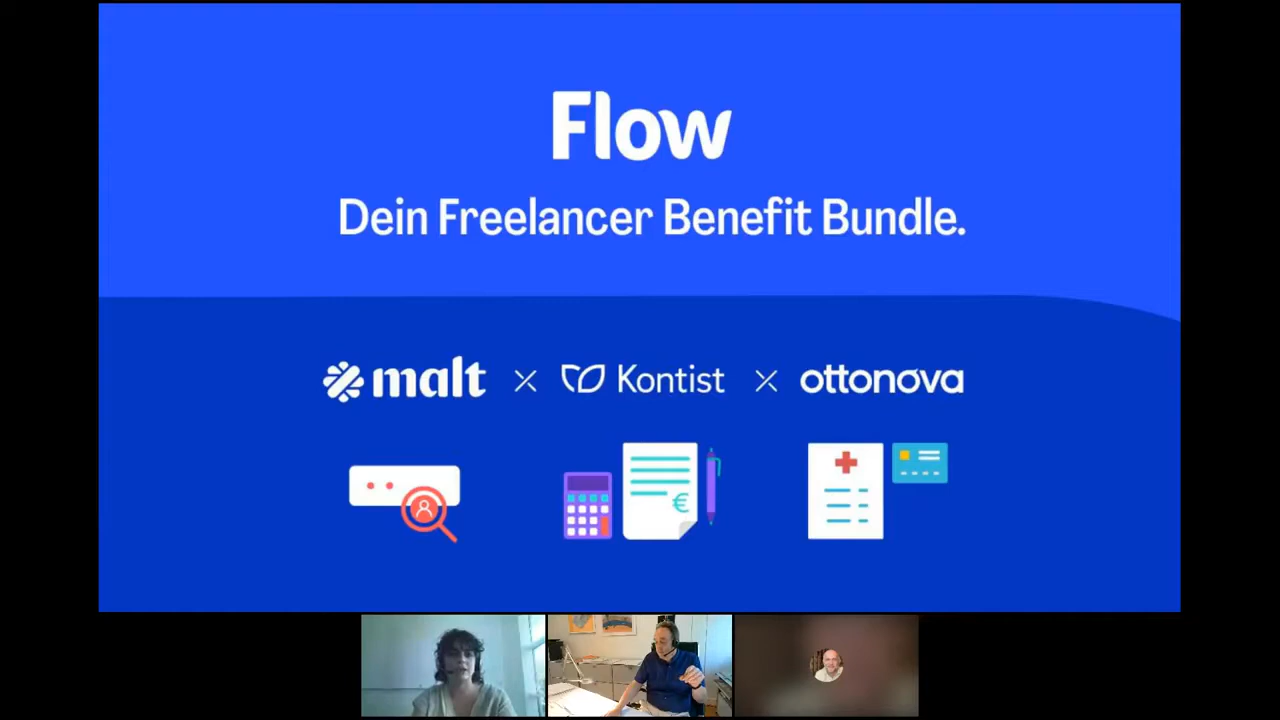 Flow
Dein Freelancer Benefit Bundle.
malt × Kontist × ottonova
€